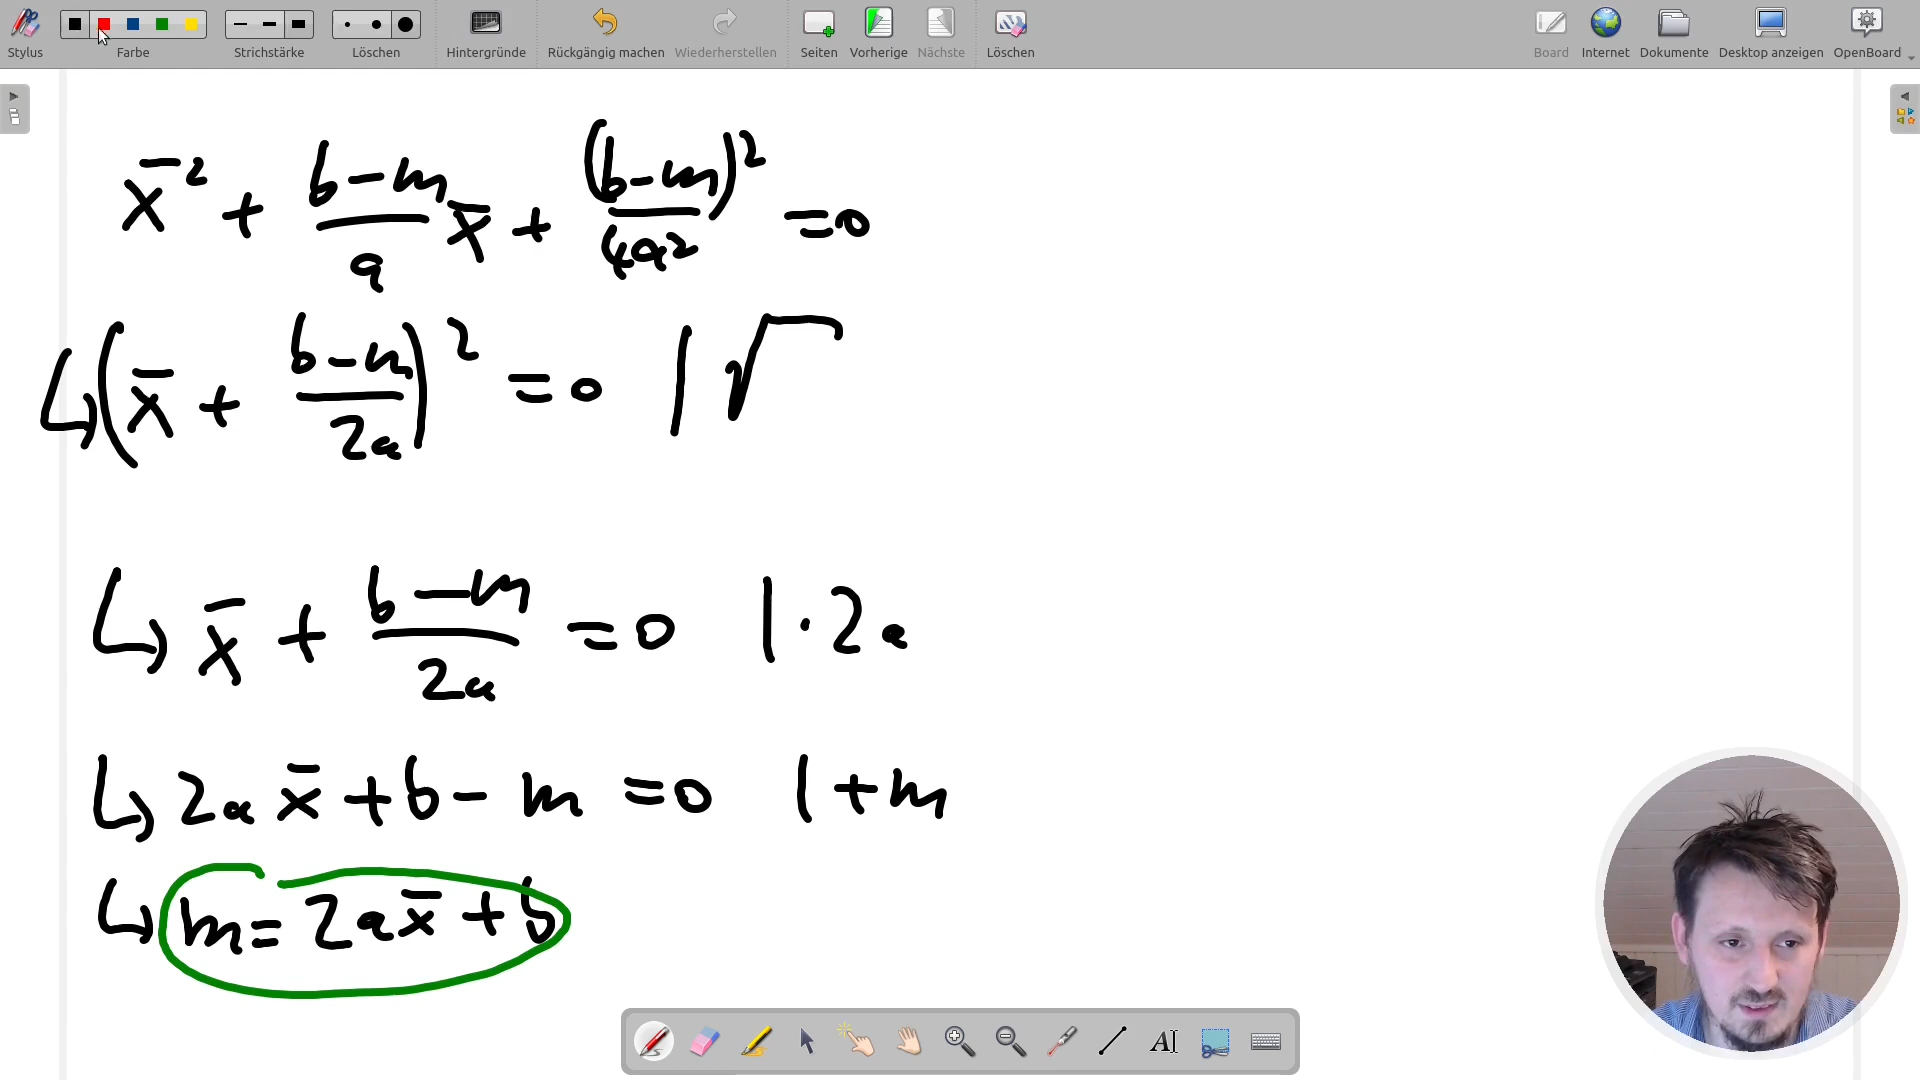 Stylus Farbe Strichstärke Löschen Hintergründe Rückgängig machen Wiederherstellen Seiten Vorherige Nächste Löschen Board Internet Dokumente Desktop anzeigen OpenBoard
x̄² + (b-m)/a x̄ + (b-m)²/4a² = 0
↳ (x̄ + (b-m)/2a)² = 0 | √
↳ x̄ + (b-m)/2a = 0 | · 2a
↳ 2a x̄ + b - m = 0 | + m
↳ m = 2a x̄ + b
AI